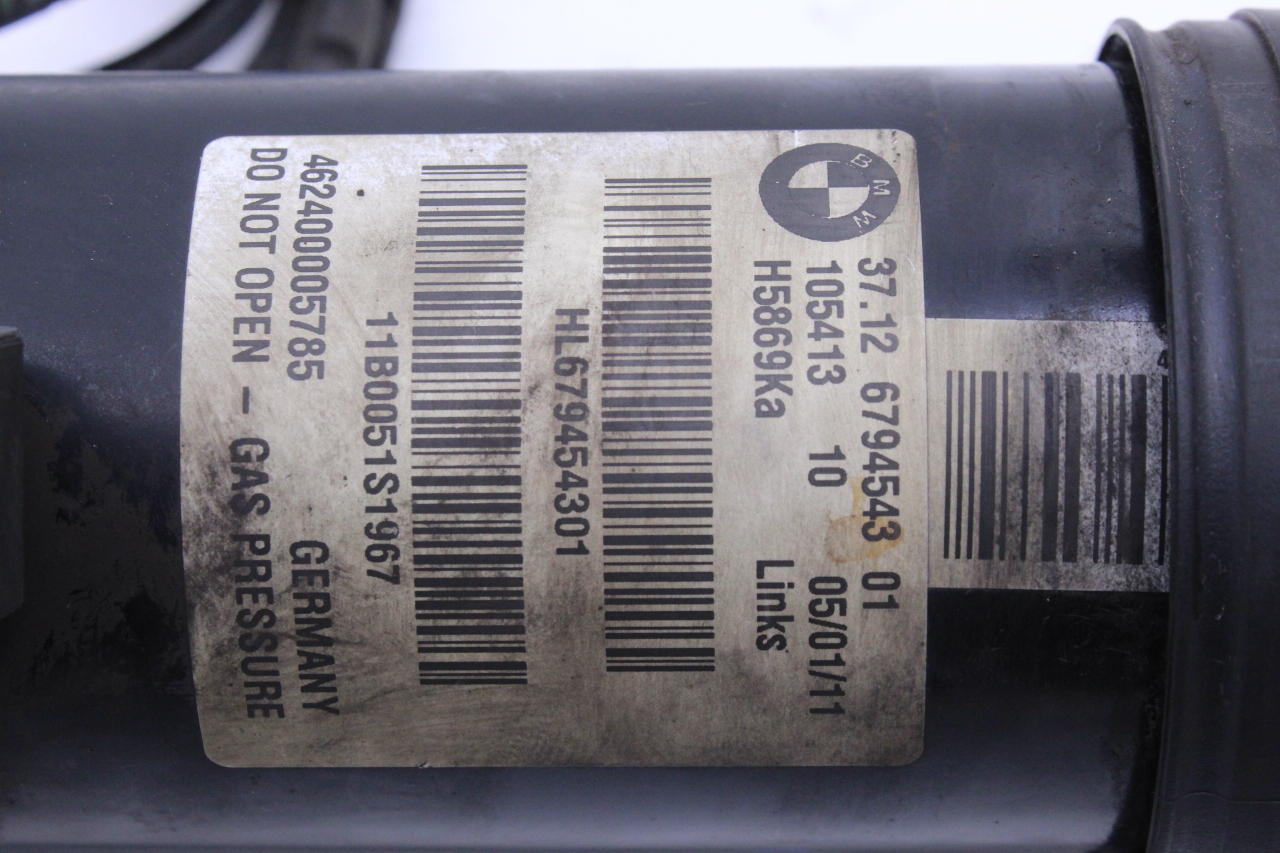 BMW
37.12 6794543 01
105413 10 05/01/11
H5869Ka Links
HL679454301
11B0051S1967
462400005785 GERMANY
DO NOT OPEN - GAS PRESSURE